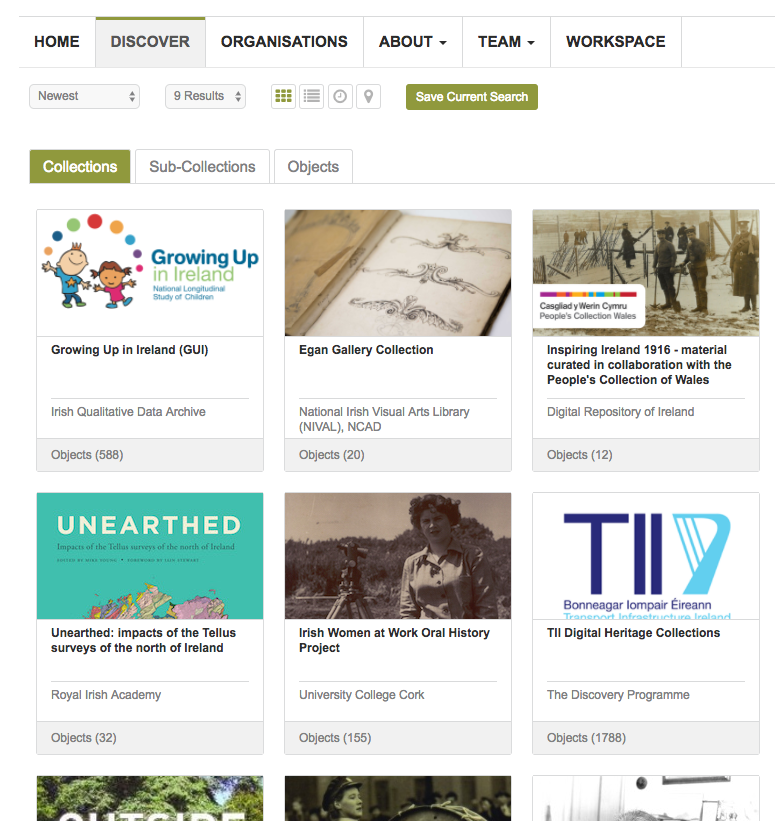 HOME DISCOVER ORGANISATIONS ABOUT TEAM WORKSPACE
Newest 9 Results Save Current Search
Collections Sub-Collections Objects
Growing Up
in Ireland
National Longitudinal
Study of Children
Casgliad y Werin Cymru
People's Collection Wales
Growing Up in Ireland (GUI)
Irish Qualitative Data Archive
Objects (588)
Egan Gallery Collection
National Irish Visual Arts Library
(NIVAL), NCAD
Objects (20)
Inspiring Ireland 1916 - material
curated in collaboration with the
People's Collection of Wales
Digital Repository of Ireland
Objects (12)
UNEARTHED
Impacts of the Tellus surveys of the north of Ireland
EDITED BY MIKE YOUNG • FOREWORD BY IAIN STEWART
TII
Bonneagar Iompair Éireann
Transport Infrastructure Ireland
Unearthed: impacts of the Tellus
surveys of the north of Ireland
Royal Irish Academy
Objects (32)
Irish Women at Work Oral History
Project
University College Cork
Objects (155)
TII Digital Heritage Collections
The Discovery Programme
Objects (1788)
OUTSIDE